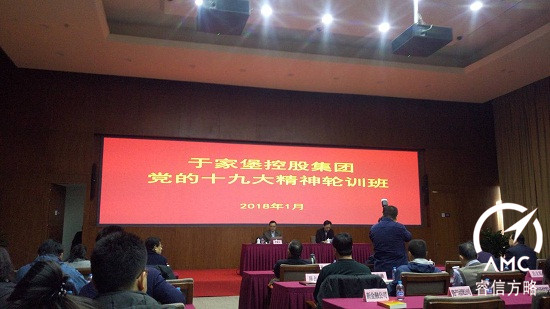 于家堡控股集团
党的十九大精神轮训班
2018年1月
AMC
容信方略